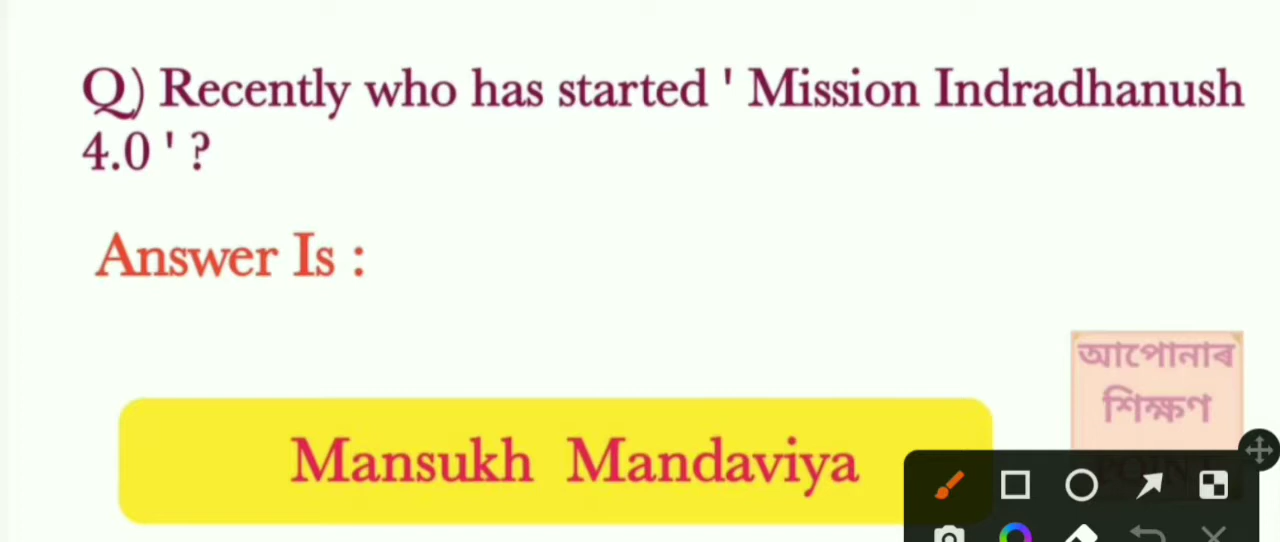 Q) Recently who has started ' Mission Indradhanush
4.0 ' ?
Answer Is :
Mansukh Mandaviya
আপোনাৰ
শিক্ষণ